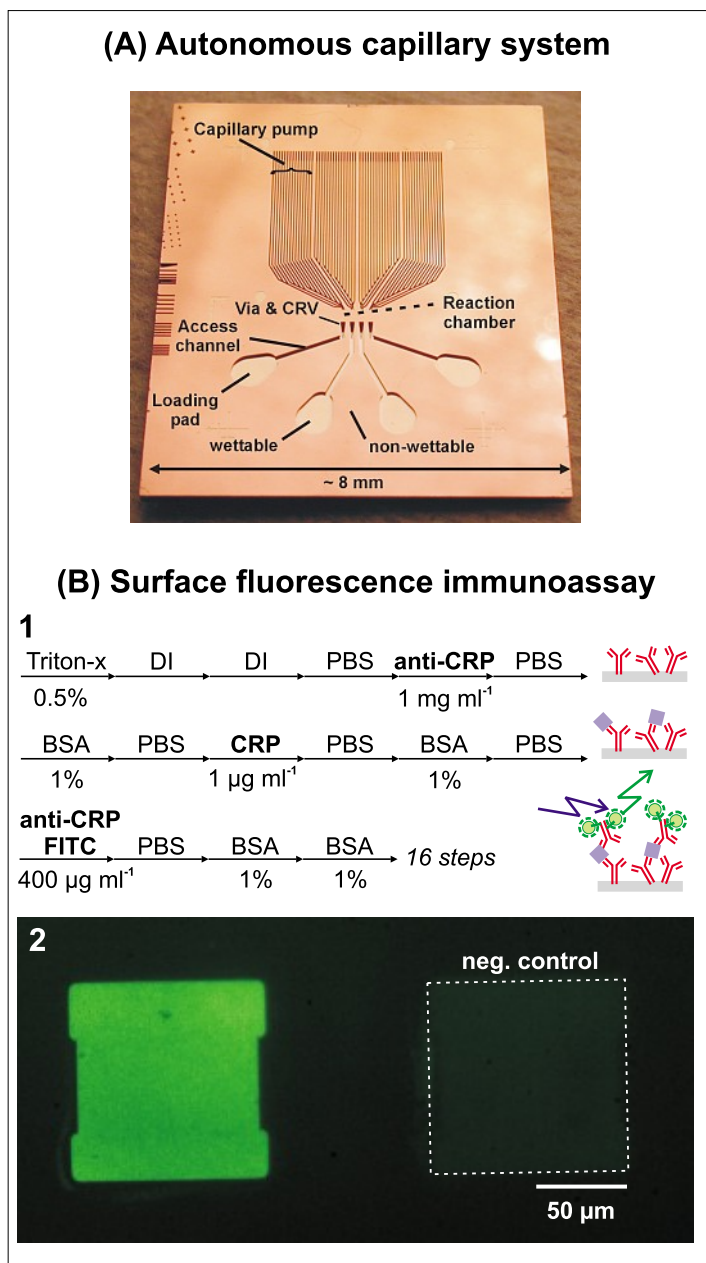 (A) Autonomous capillary system
Capillary pump
Via & CRV
Reaction
chamber
Access
channel
Loading
pad
wettable
non-wettable
~ 8 mm
(B) Surface fluorescence immunoassay
1
Triton-x DI DI PBS anti-CRP PBS
0.5% 1 mg ml⁻¹
BSA PBS CRP PBS BSA PBS
1% 1 µg ml⁻¹ 1%
anti-CRP
FITC PBS BSA BSA 16 steps
400 µg ml⁻¹ 1% 1%
2
neg. control
50 µm